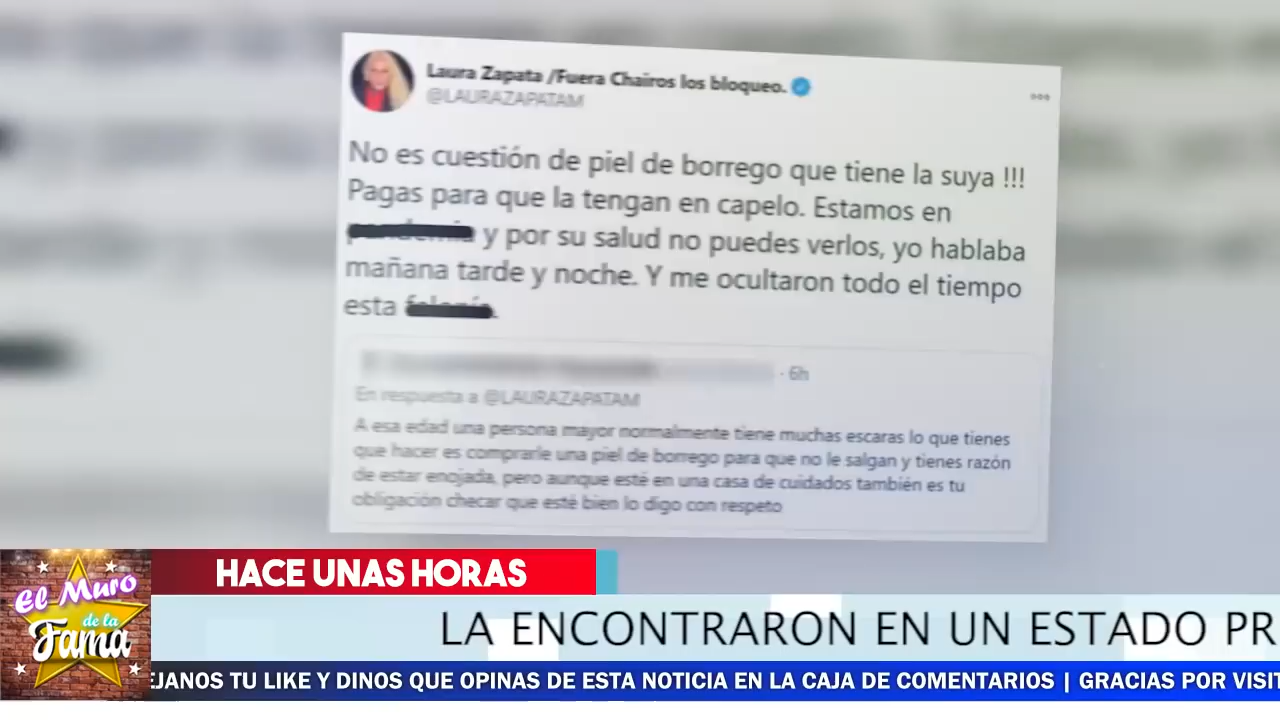 Laura Zapata /Fuera Chairos los bloqueo.
@LAURAZAPATAM
No es cuestión de piel de borrego que tiene la suya !!!
Pagas para que la tengan en capelo. Estamos en
y por su salud no puedes verlos, yo hablaba
mañana tarde y noche. Y me ocultaron todo el tiempo
esta
· 6h
En respuesta a @LAURAZAPATAM
A esa edad una persona mayor normalmente tiene muchas escaras lo que tienes
que hacer es comprarle una piel de borrego para que no le salgan y tienes razón
de estar enojada, pero aunque esté en una casa de cuidados también es tu
obligación checar que esté bien lo digo con respeto
HACE UNAS HORAS
El Muro
de la
Fama
LA ENCONTRARON EN UN ESTADO PR
EJANOS TU LIKE Y DINOS QUE OPINAS DE ESTA NOTICIA EN LA CAJA DE COMENTARIOS | GRACIAS POR VISIT